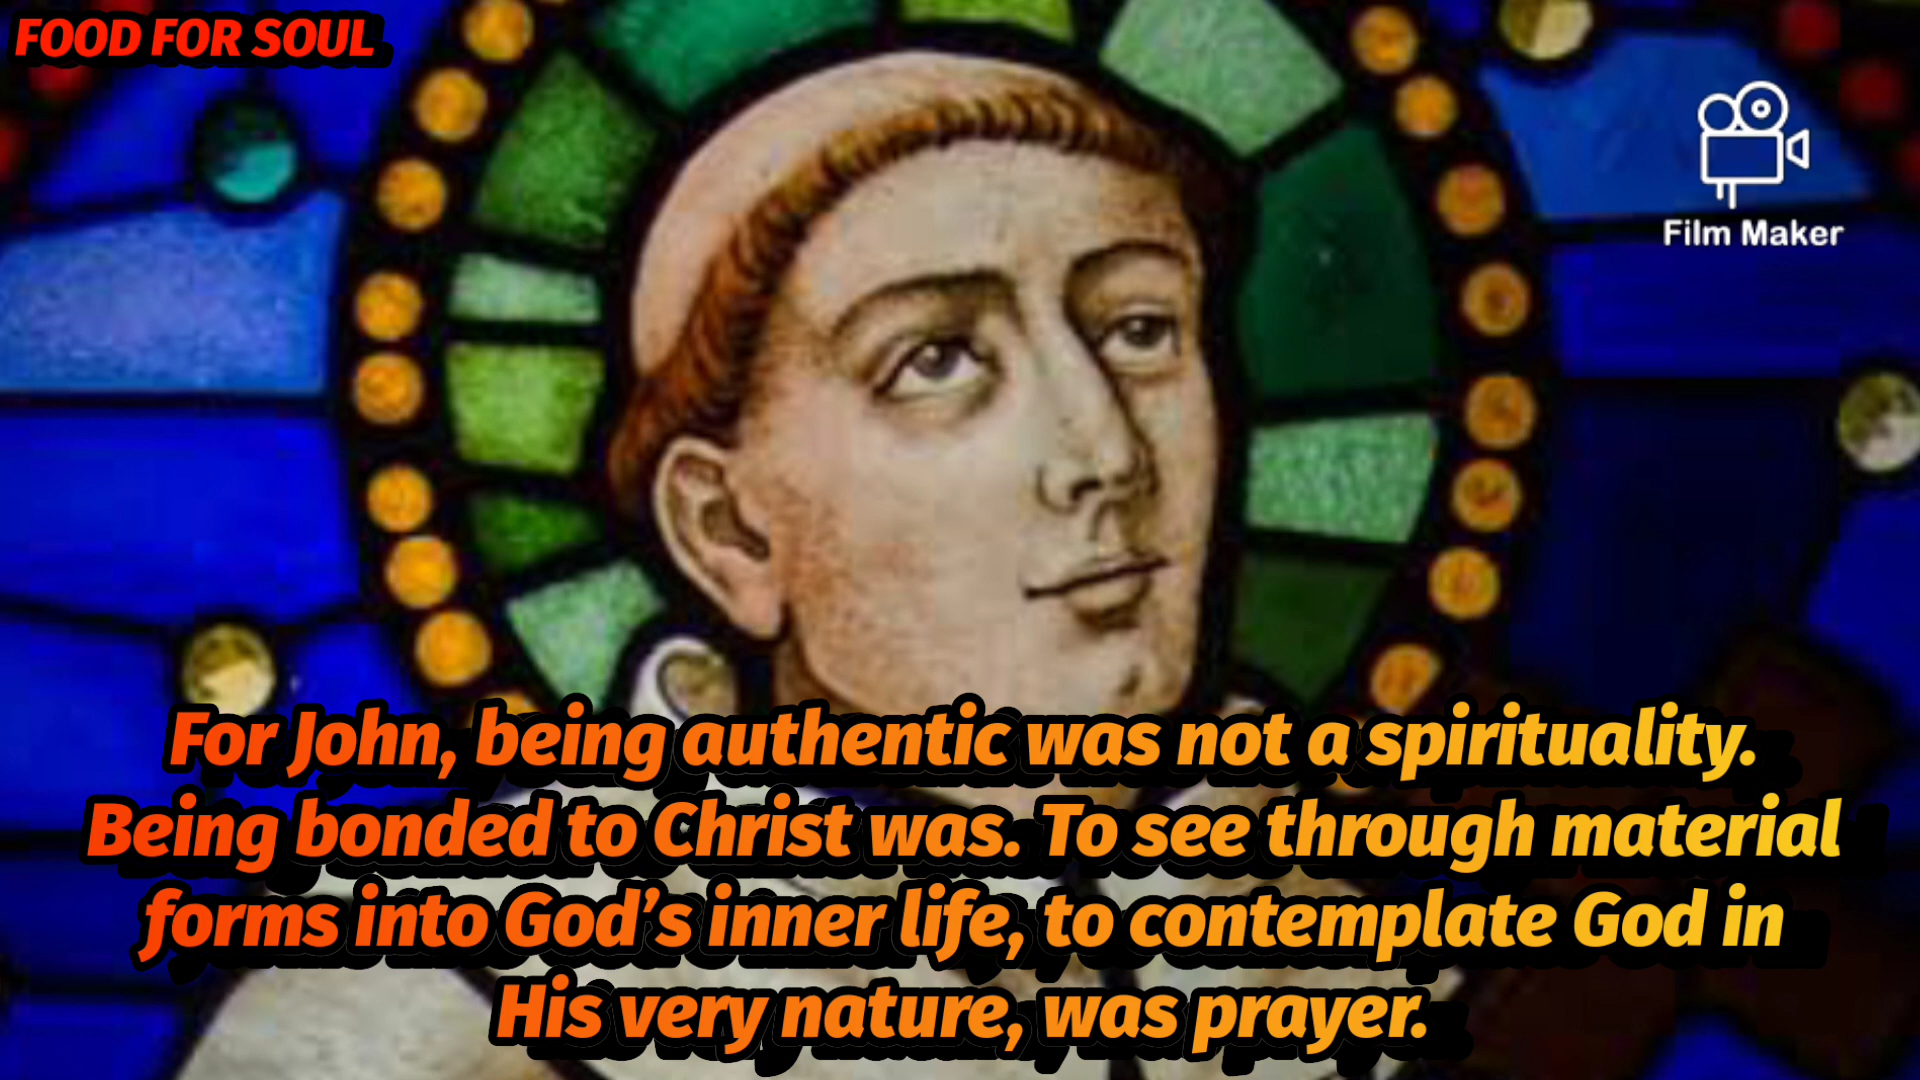 FOOD FOR SOUL
Film Maker
For John, being authentic was not a spirituality.
Being bonded to Christ was. To see through material
forms into God’s inner life, to contemplate God in
His very nature, was prayer.